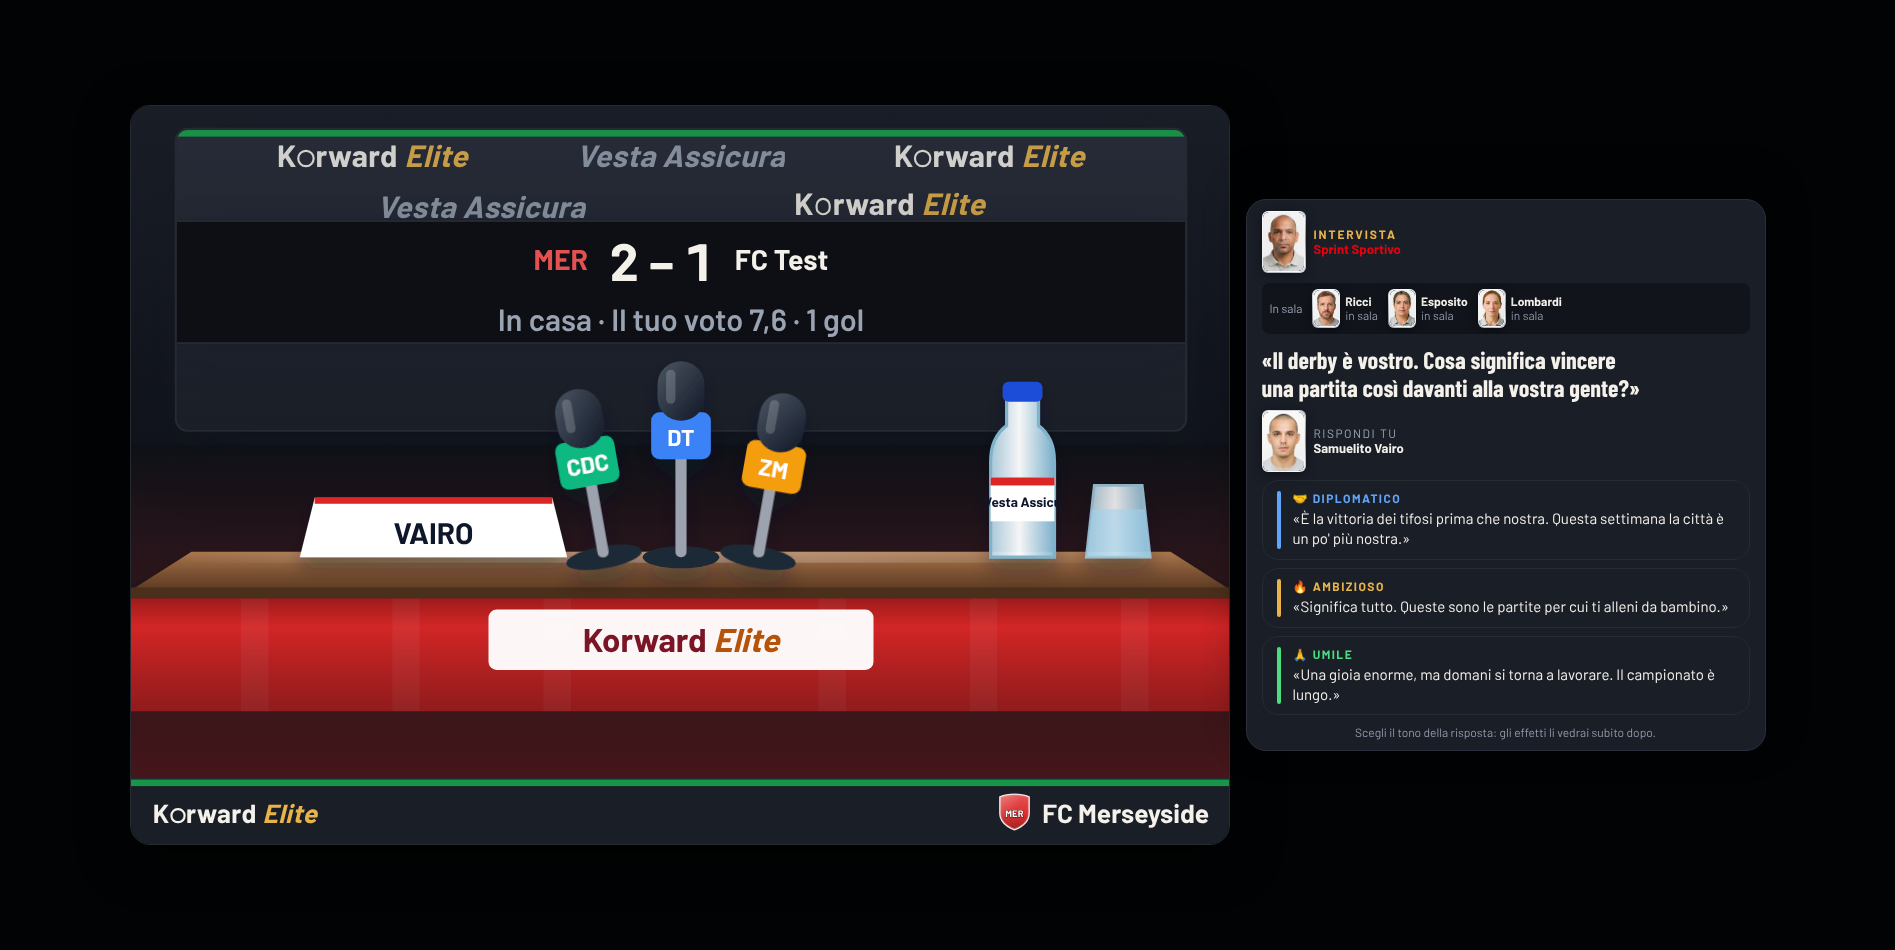 Korward Elite
Vesta Assicura
Korward Elite
Vesta Assicura
Korward Elite
MER 2 – 1 FC Test
In casa · Il tuo voto 7,6 · 1 gol
CDC
DT
ZM
VAIRO
Vesta Assicu
Korward Elite
Korward Elite
MER
FC Merseyside
INTERVISTA
Sprint Sportivo
In sala
Ricci
in sala
Esposito
in sala
Lombardi
in sala
«Il derby è vostro. Cosa significa vincere
una partita così davanti alla vostra gente?»
RISPONDI TU
Samuelito Vairo
DIPLOMATICO
«È la vittoria dei tifosi prima che nostra. Questa settimana la città è
un po' più nostra.»
AMBIZIOSO
«Significa tutto. Queste sono le partite per cui ti alleni da bambino.»
UMILE
«Una gioia enorme, ma domani si torna a lavorare. Il campionato è
lungo.»
Scegli il tono della risposta: gli effetti li vedrai subito dopo.